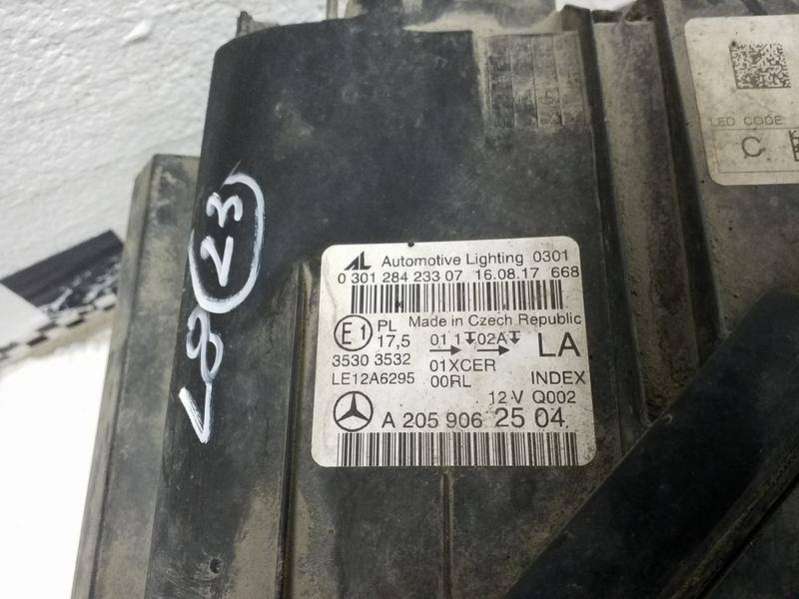 LED CODE
C
L8 23
AL Automotive Lighting 0301
0 301 284 233 07 16.08.17 668
E1 PL Made in Czech Republic
17,5 01 1 02A LA
3530 3532 01XCER
LE12A6295 00RL INDEX
12V Q002
A 205 906 25 04